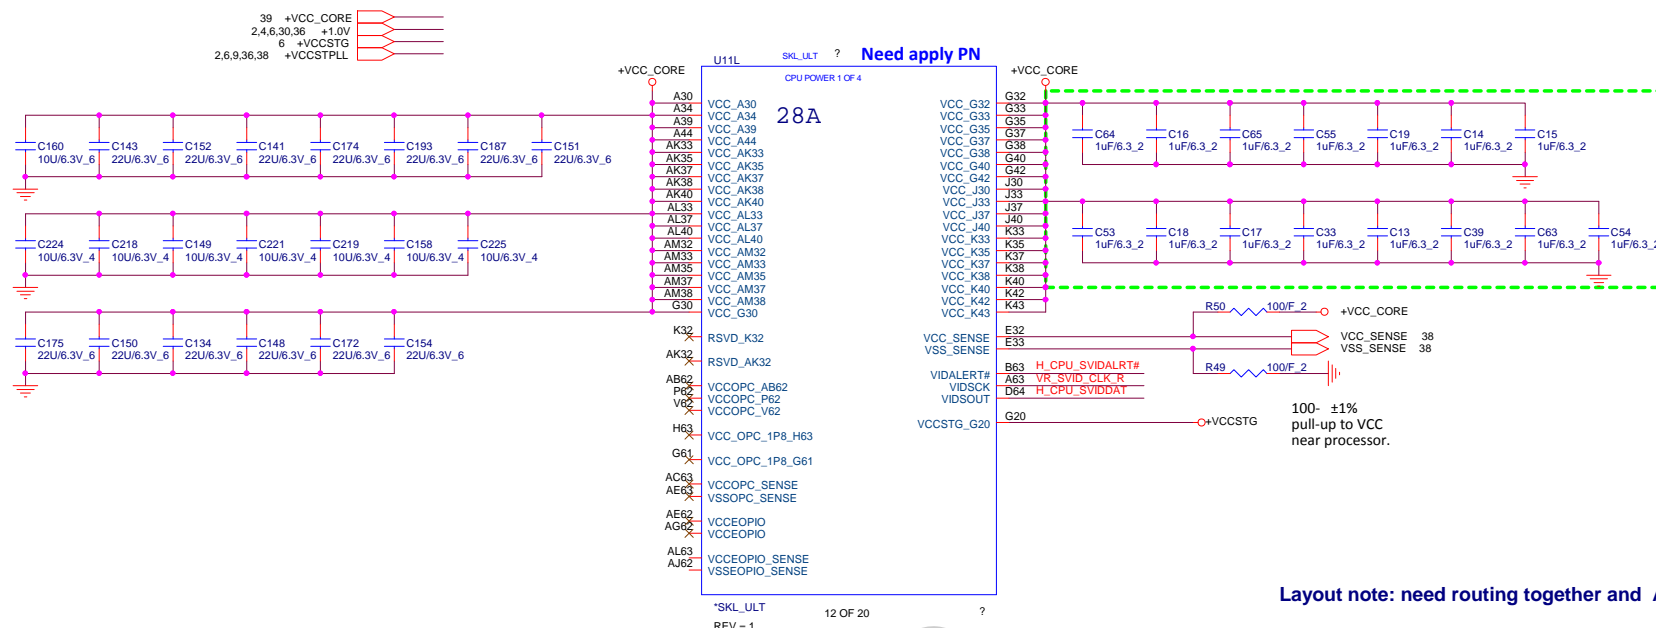 39 +VCC_CORE
2,4,6,30,36 +1.0V
6 +VCCSTG
2,6,9,36,38 +VCCSTPLL
U11L SKL_ULT ? Need apply PN
CPU POWER 1 OF 4
28A
+VCC_CORE
+VCC_CORE
A30 VCC_A30
A34 VCC_A34
A39 VCC_A39
A44 VCC_A44
AK33 VCC_AK33
AK35 VCC_AK35
AK37 VCC_AK37
AK38 VCC_AK38
AK40 VCC_AK40
AL33 VCC_AL33
AL37 VCC_AL37
AL40 VCC_AL40
AM32 VCC_AM32
AM33 VCC_AM33
AM35 VCC_AM35
AM37 VCC_AM37
AM38 VCC_AM38
G30 VCC_G30
K32 RSVD_K32
AK32 RSVD_AK32
AB62 VCCOPC_AB62
P62 VCCOPC_P62
V62 VCCOPC_V62
H63 VCC_OPC_1P8_H63
G61 VCC_OPC_1P8_G61
AC63 VCCOPC_SENSE
AE63 VSSOPC_SENSE
AE62 VCCEOPIO
AG62 VCCEOPIO
AL63 VCCEOPIO_SENSE
AJ62 VSSEOPIO_SENSE
VCC_G32 G32
VCC_G33 G33
VCC_G35 G35
VCC_G37 G37
VCC_G38 G38
VCC_G40 G40
VCC_G42 G42
VCC_J30 J30
VCC_J33 J33
VCC_J37 J37
VCC_J40 J40
VCC_K33 K33
VCC_K35 K35
VCC_K37 K37
VCC_K38 K38
VCC_K40 K40
VCC_K42 K42
VCC_K43 K43
VCC_SENSE E32
VSS_SENSE E33
VIDALERT# B63 H_CPU_SVIDALRT#
VIDSCK A63 VR_SVID_CLK_R
VIDSOUT D64 H_CPU_SVIDDAT
VCCSTG_G20 G20 +VCCSTG
C160 C143 C152 C141 C174 C193 C187 C151
10U/6.3V_6 22U/6.3V_6 22U/6.3V_6 22U/6.3V_6 22U/6.3V_6 22U/6.3V_6 22U/6.3V_6 22U/6.3V_6
C224 C218 C149 C221 C219 C158 C225
10U/6.3V_4 10U/6.3V_4 10U/6.3V_4 10U/6.3V_4 10U/6.3V_4 10U/6.3V_4 10U/6.3V_4
C175 C150 C134 C148 C172 C154
22U/6.3V_6 22U/6.3V_6 22U/6.3V_6 22U/6.3V_6 22U/6.3V_6 22U/6.3V_6
C64 C16 C65 C55 C19 C14 C15
1uF/6.3_2 1uF/6.3_2 1uF/6.3_2 1uF/6.3_2 1uF/6.3_2 1uF/6.3_2 1uF/6.3_2
C53 C18 C17 C33 C13 C39 C63 C54
1uF/6.3_2 1uF/6.3_2 1uF/6.3_2 1uF/6.3_2 1uF/6.3_2 1uF/6.3_2 1uF/6.3_2 1uF/6.3_2
R50 100/F_2 +VCC_CORE
VCC_SENSE 38
VSS_SENSE 38
R49 100/F_2
100- ±1%
pull-up to VCC
near processor.
Layout note: need routing together and
*SKL_ULT 12 OF 20 ?
REV = 1